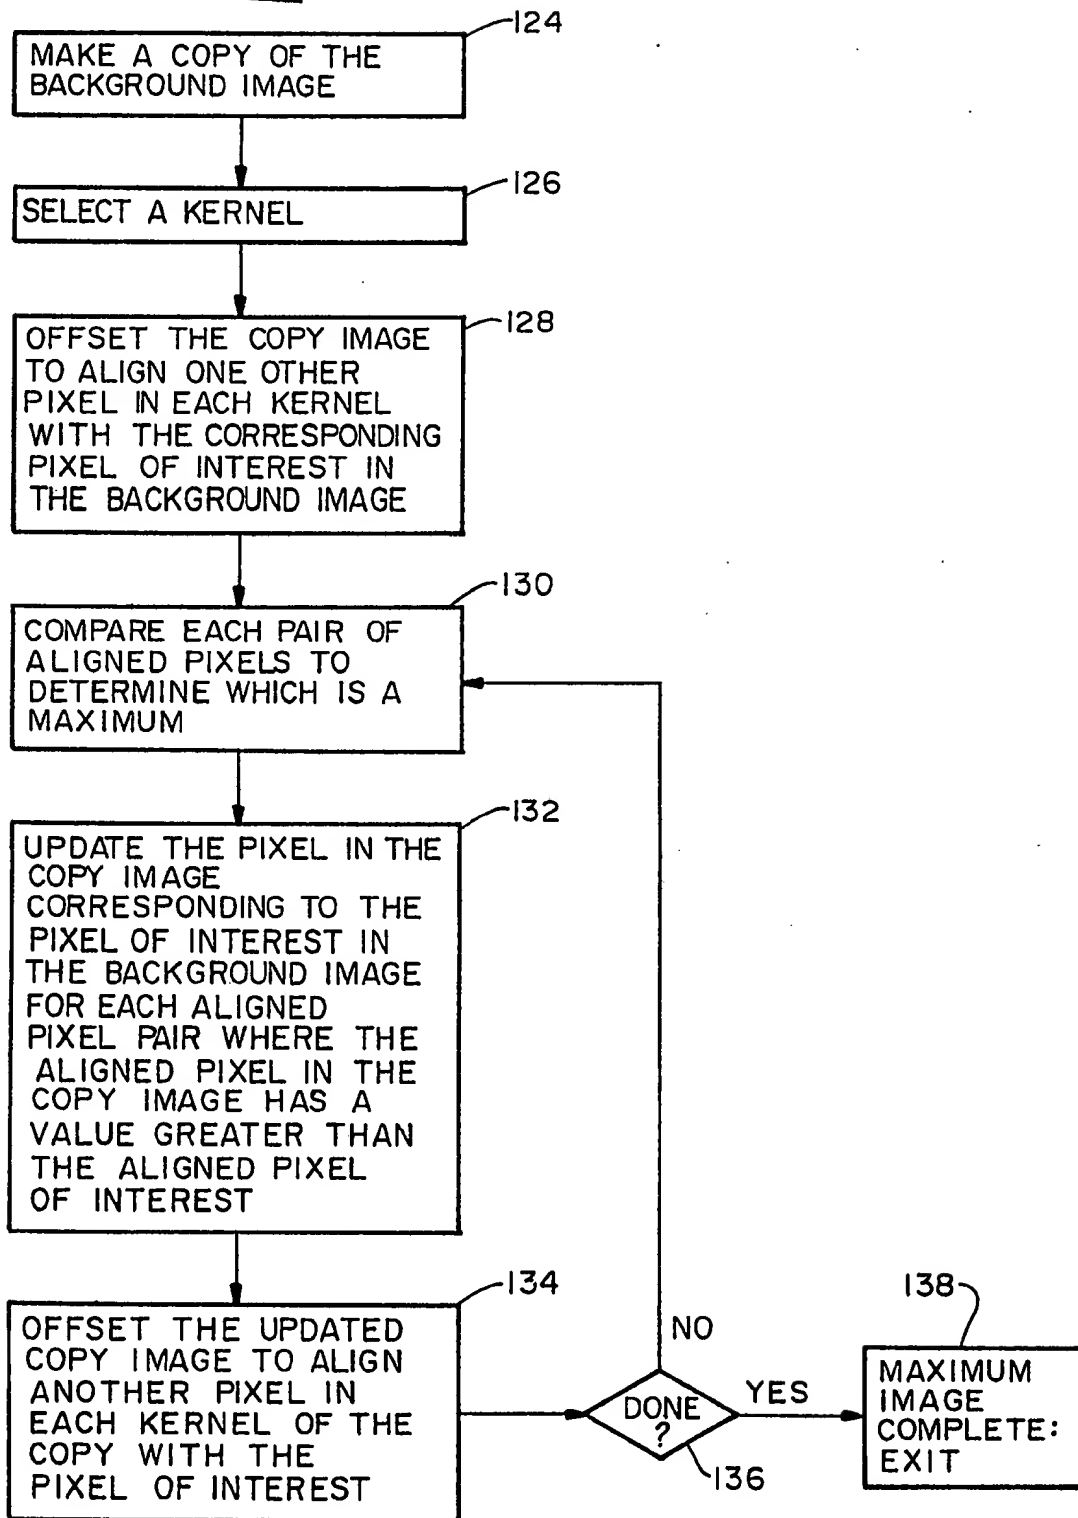 124
MAKE A COPY OF THE
BACKGROUND IMAGE
126
SELECT A KERNEL
128
OFFSET THE COPY IMAGE
TO ALIGN ONE OTHER
PIXEL IN EACH KERNEL
WITH THE CORRESPONDING
PIXEL OF INTEREST IN
THE BACKGROUND IMAGE
130
COMPARE EACH PAIR OF
ALIGNED PIXELS TO
DETERMINE WHICH IS A
MAXIMUM
132
UPDATE THE PIXEL IN THE
COPY IMAGE
CORRESPONDING TO THE
PIXEL OF INTEREST IN
THE BACKGROUND IMAGE
FOR EACH ALIGNED
PIXEL PAIR WHERE THE
ALIGNED PIXEL IN THE
COPY IMAGE HAS A
VALUE GREATER THAN
THE ALIGNED PIXEL
OF INTEREST
134
OFFSET THE UPDATED
COPY IMAGE TO ALIGN
ANOTHER PIXEL IN
EACH KERNEL OF THE
COPY WITH THE
PIXEL OF INTEREST
NO
DONE
?
YES
136
138
MAXIMUM
IMAGE
COMPLETE:
EXIT